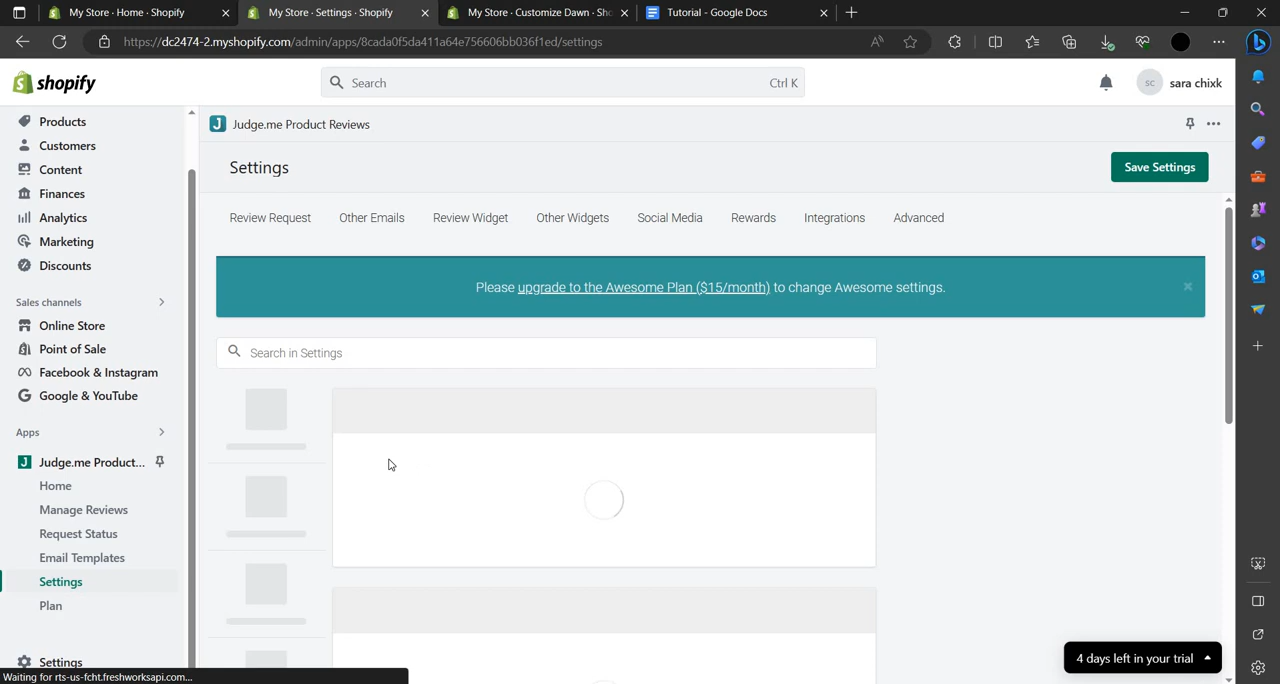 My Store · Home · Shopify
My Store · Settings · Shopify
My Store · Customize Dawn · Sho
Tutorial - Google Docs
https://dc2474-2.myshopify.com/admin/apps/8cada0f5da411a64e756606bb036f1ed/settings
shopify
Search
Ctrl K
SC
sara chixk
Products
Customers
Content
Finances
Analytics
Marketing
Discounts
Sales channels
Online Store
Point of Sale
Facebook & Instagram
Google & YouTube
Apps
J
Judge.me Product...
Home
Manage Reviews
Request Status
Email Templates
Settings
Plan
Settings
J
Judge.me Product Reviews
Settings
Save Settings
Review Request
Other Emails
Review Widget
Other Widgets
Social Media
Rewards
Integrations
Advanced
Please upgrade to the Awesome Plan ($15/month) to change Awesome settings.
Search in Settings
4 days left in your trial
Waiting for rts-us-fcht.freshworksapi.com...